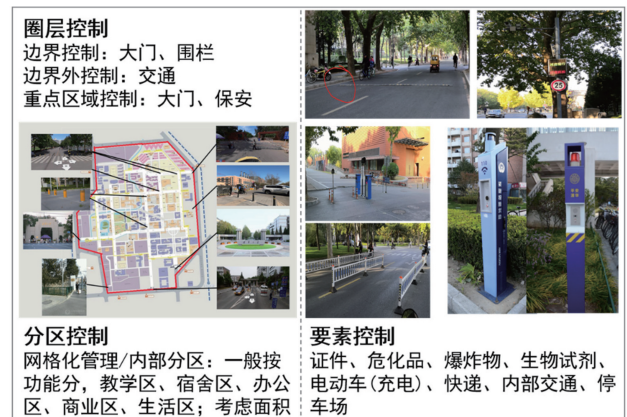 圈层控制
边界控制：大门、围栏
边界外控制：交通
重点区域控制：大门、保安
25
分区控制
网格化管理/内部分区：一般按
功能分，教学区、宿舍区、办公
区、商业区、生活区；考虑面积
要素控制
证件、危化品、爆炸物、生物试剂、
电动车(充电)、快递、内部交通、停
车场